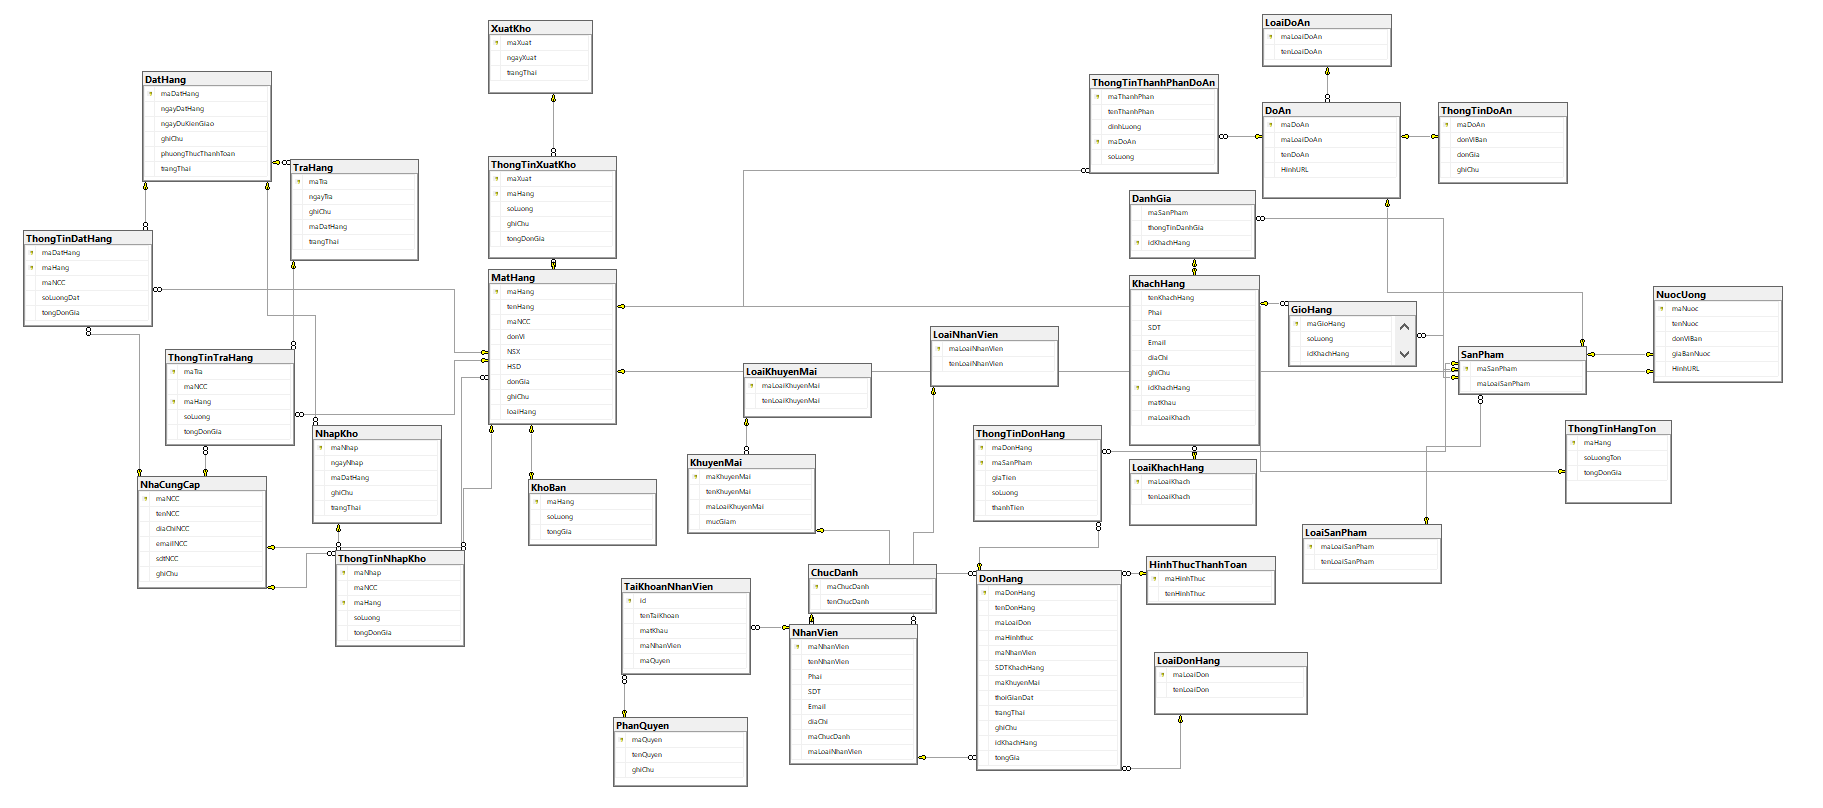 XuatKho
maXuat
ngayXuat
trangThai
LoaiDoAn
maLoaiDoAn
tenLoaiDoAn
DatHang
maDatHang
ngayDatHang
ngayDuKienGiao
ghiChu
phuongThucThanhToan
trangThai
ThongTinThanhPhanDoAn
maThanhPhan
tenThanhPhan
dinhLuong
maDoAn
soLuong
DoAn
maDoAn
maLoaiDoAn
tenDoAn
HinhURL
ThongTinDoAn
maDoAn
donViBan
donGia
ghiChu
TraHang
maTra
ngayTra
ghiChu
maDatHang
trangThai
ThongTinXuatKho
maXuat
maHang
soLuong
ghiChu
tongDonGia
DanhGia
maSanPham
thongTinDanhGia
idKhachHang
ThongTinDatHang
maDatHang
maHang
maNCC
soLuongDat
tongDonGia
MatHang
maHang
tenHang
maNCC
donVi
NSX
HSD
donGia
ghiChu
loaiHang
KhachHang
tenKhachHang
Phai
SDT
Email
diaChi
ghiChu
idKhachHang
matKhau
maLoaiKhach
GioHang
maGioHang
soLuong
idKhachHang
NuocUong
maNuoc
tenNuoc
donViBan
giaBanNuoc
HinhURL
LoaiNhanVien
maLoaiNhanVien
tenLoaiNhanVien
SanPham
maSanPham
maLoaiSanPham
ThongTinTraHang
maTra
maNCC
maHang
soLuong
tongDonGia
LoaiKhuyenMai
maLoaiKhuyenMai
tenLoaiKhuyenMai
NhapKho
maNhap
ngayNhap
maDatHang
ghiChu
trangThai
ThongTinDonHang
maDonHang
maSanPham
giaTien
soLuong
thanhTien
ThongTinHangTon
maHang
soLuongTon
tongDonGia
KhuyenMai
maKhuyenMai
tenKhuyenMai
maLoaiKhuyenMai
mucGiam
LoaiKhachHang
maLoaiKhach
tenLoaiKhach
NhaCungCap
maNCC
tenNCC
diaChiNCC
emailNCC
sdtNCC
ghiChu
KhoBan
maHang
soLuong
tongGia
LoaiSanPham
maLoaiSanPham
tenLoaiSanPham
ThongTinNhapKho
maNhap
maNCC
maHang
soLuong
tongDonGia
HinhThucThanhToan
maHinhThuc
tenHinhThuc
ChucDanh
maChucDanh
tenChucDanh
DonHang
maDonHang
tenDonHang
maLoaiDon
maHinhthuc
maNhanVien
SDTKhachHang
maKhuyenMai
thoiGianDat
trangThai
ghiChu
idKhachHang
tongGia
TaiKhoanNhanVien
id
tenTaiKhoan
matKhau
maNhanVien
maQuyen
NhanVien
maNhanVien
tenNhanVien
Phai
SDT
Email
diaChi
maChucDanh
maLoaiNhanVien
LoaiDonHang
maLoaiDon
tenLoaiDon
PhanQuyen
maQuyen
tenQuyen
ghiChu